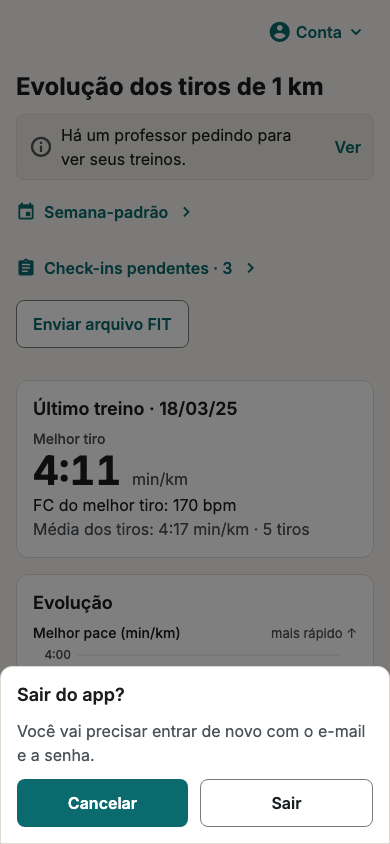 Conta
Evolução dos tiros de 1 km
Há um professor pedindo para
ver seus treinos.
Ver
Semana-padrão
Check-ins pendentes · 3
Enviar arquivo FIT
Último treino · 18/03/25
Melhor tiro
4:11 min/km
FC do melhor tiro: 170 bpm
Média dos tiros: 4:17 min/km · 5 tiros
Evolução
Melhor pace (min/km)
mais rápido ↑
4:00
Sair do app?
Você vai precisar entrar de novo com o e-mail
e a senha.
Cancelar
Sair